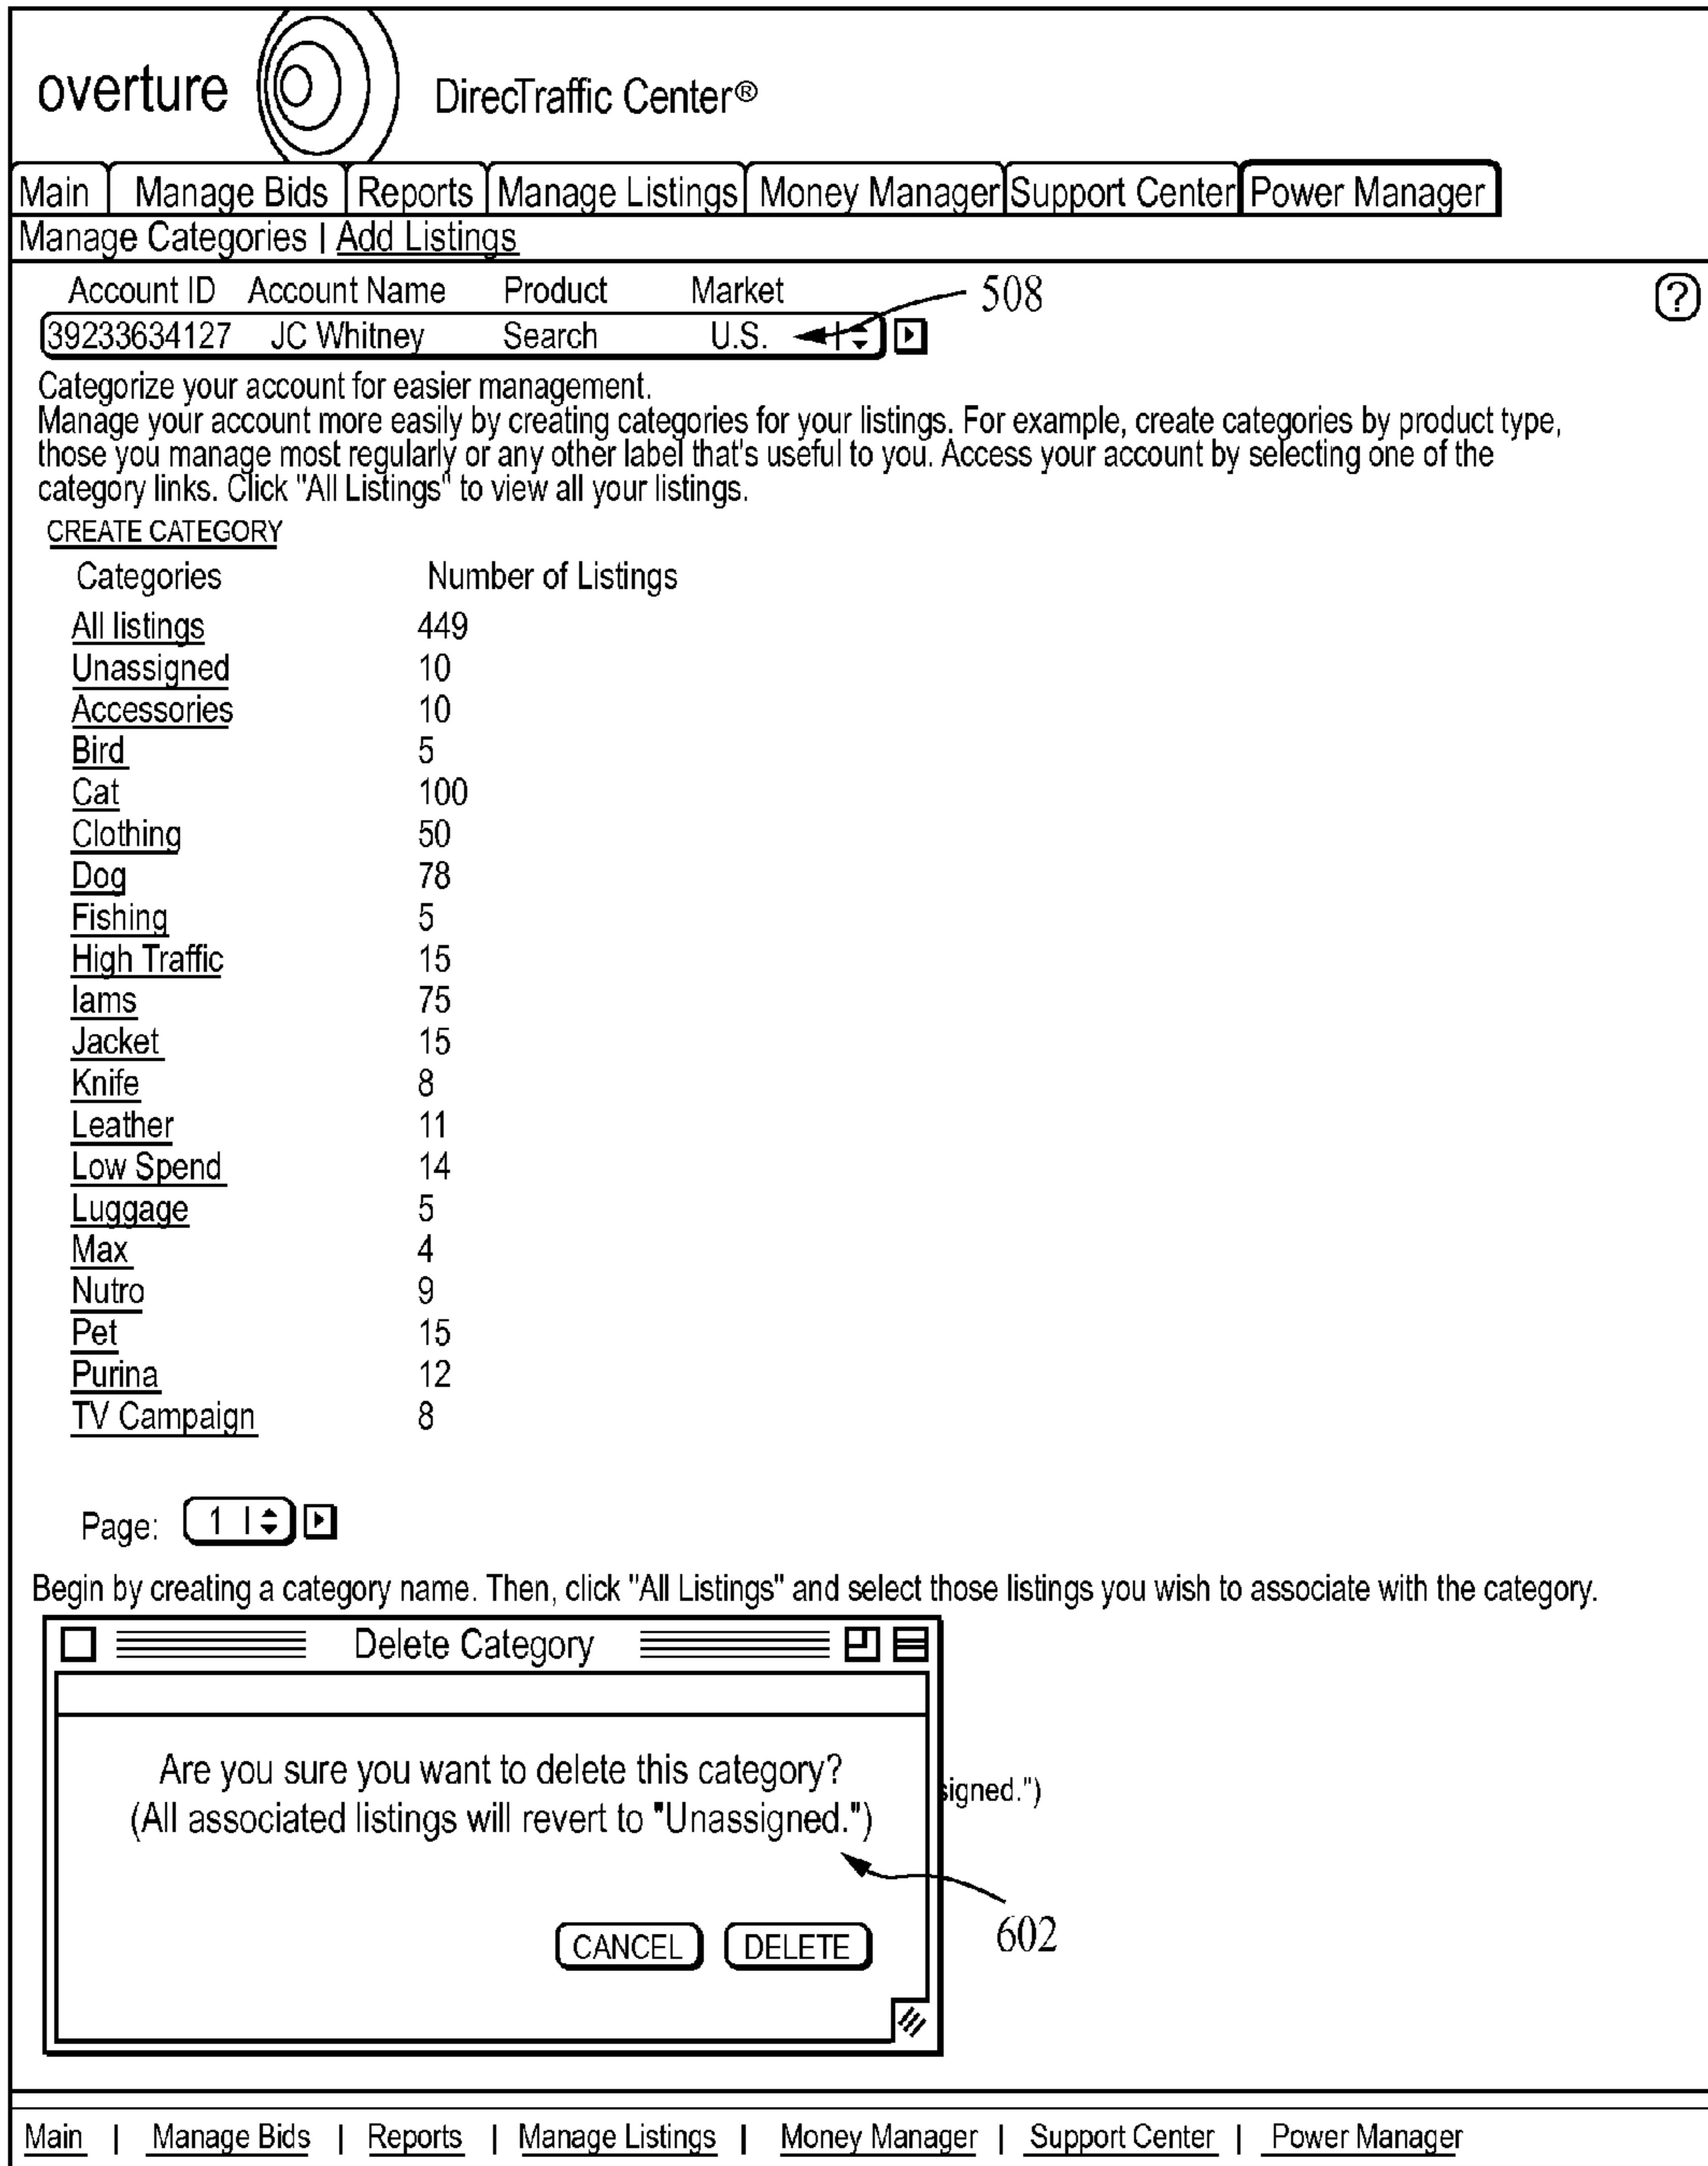 overture DirecTraffic Center®
Main Manage Bids Reports Manage Listings Money Manager Support Center Power Manager
Manage Categories | Add Listings
Account ID Account Name Product Market 508
?
39233634127 JC Whitney Search U.S.
Categorize your account for easier management.
Manage your account more easily by creating categories for your listings. For example, create categories by product type,
those you manage most regularly or any other label that's useful to you. Access your account by selecting one of the
category links. Click "All Listings" to view all your listings.
CREATE CATEGORY
Categories Number of Listings
All listings 449
Unassigned 10
Accessories 10
Bird 5
Cat 100
Clothing 50
Dog 78
Fishing 5
High Traffic 15
Iams 75
Jacket 15
Knife 8
Leather 11
Low Spend 14
Luggage 5
Max 4
Nutro 9
Pet 15
Purina 12
TV Campaign 8
Page: 1
Begin by creating a category name. Then, click "All Listings" and select those listings you wish to associate with the category.
Delete Category
Are you sure you want to delete this category?
signed.")
(All associated listings will revert to "Unassigned.")
602
CANCEL DELETE
Main | Manage Bids | Reports | Manage Listings | Money Manager | Support Center | Power Manager